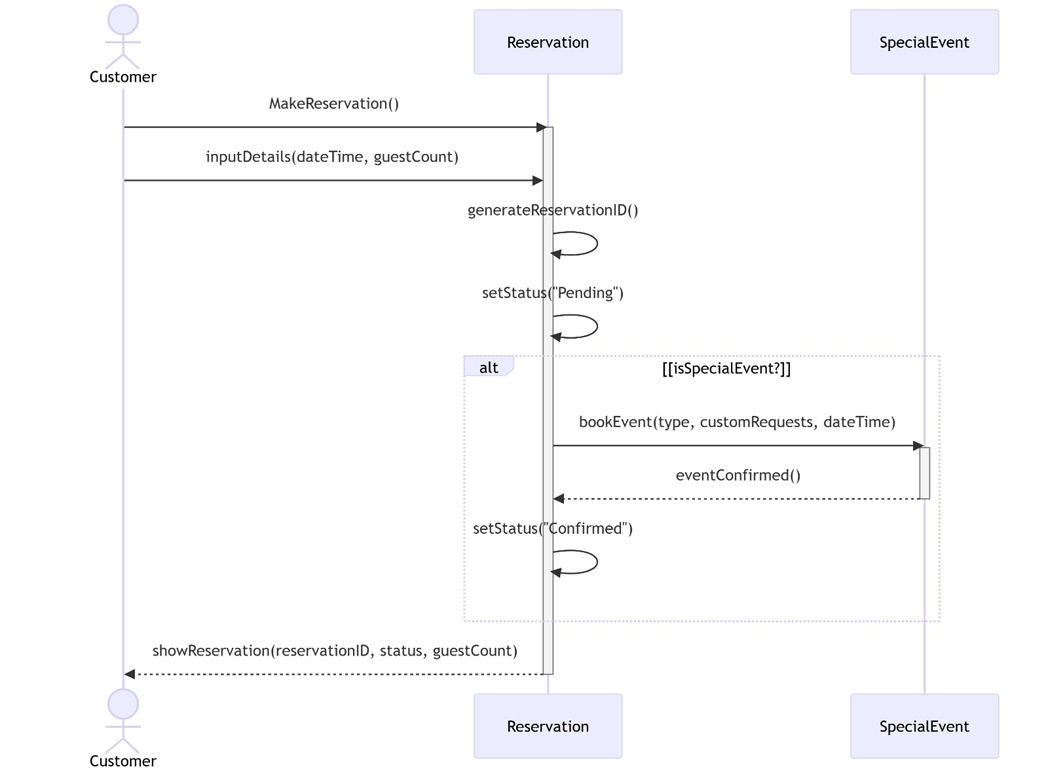 Customer
Reservation
SpecialEvent
MakeReservation()
inputDetails(dateTime, guestCount)
generateReservationID()
setStatus("Pending")
alt
[[isSpecialEvent?]]
bookEvent(type, customRequests, dateTime)
eventConfirmed()
setStatus("Confirmed")
showReservation(reservationID, status, guestCount)
Customer
Reservation
SpecialEvent